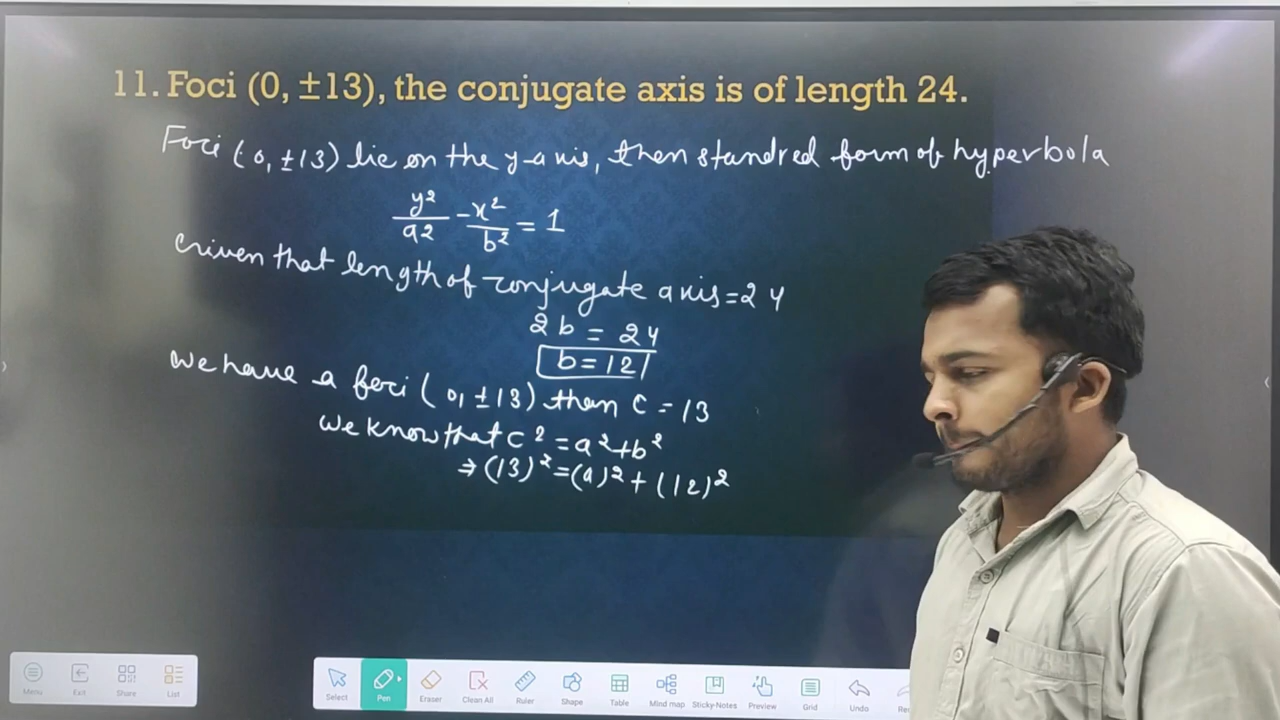 11. Foci (0, ±13), the conjugate axis is of length 24.
Foci (0, ±13) lie on the y-axis, then standred form of hyperbola
y²/a² - x²/b² = 1
Given that length of conjugate axis = 24
2b = 24
b = 12
we have a foci (0, ±13) than c = 13
we know that c² = a² + b²
⇒ (13)² = (a)² + (12)²
Menu Exit Share List Select Pen Eraser Clean All Ruler Shape Table Mind map Sticky-Notes Preview Grid Undo